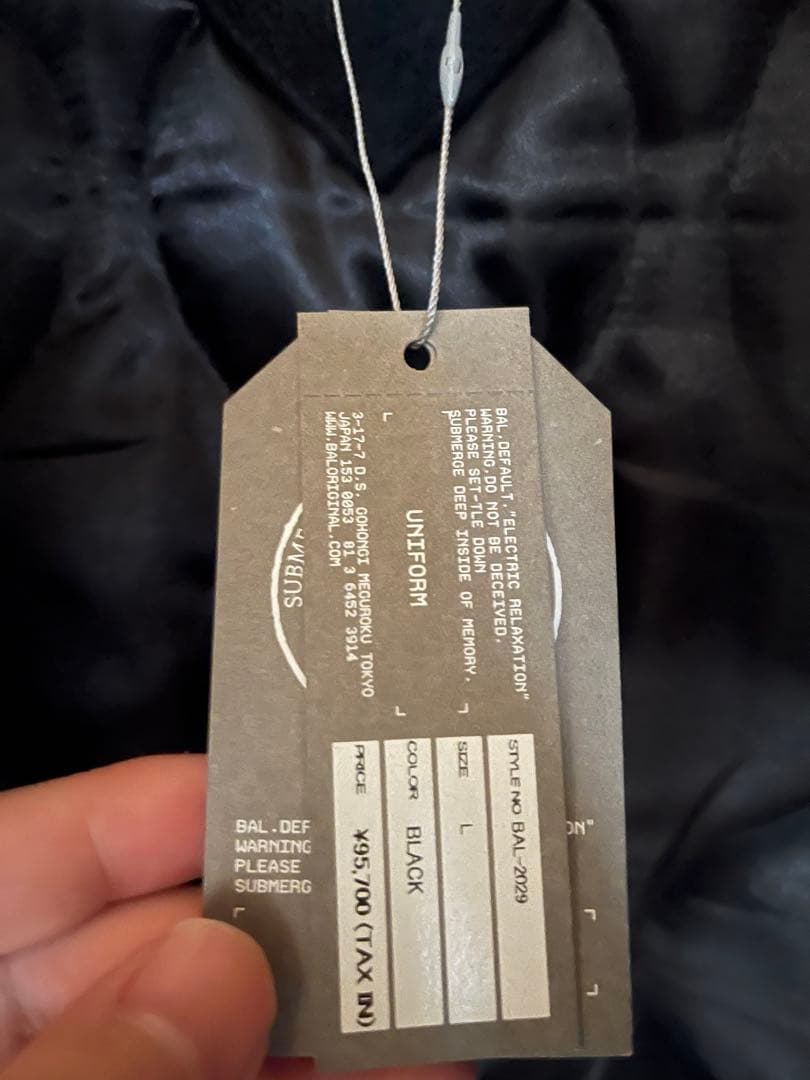 BAL.DEFAULT."ELECTRIC RELAXATION"
WARNING.DO NOT BE DECEIVED.
PLEASE SET-TLE DOWN
SUBMERGE DEEP INSIDE OF MEMORY.
UNIFORM
3-17-7 D.S. GOHONGI MEGUROKU TOKYO
JAPAN 153 0053 81 3 6452 3914
WWW.BALORIGINAL.COM
STYLE NO BAL-2029
SIZE L
COLOR BLACK
PRICE ¥95,700 (TAX IN)
SUBM
BAL.DEF
ON"
WARNING
PLEASE
SUBMERG